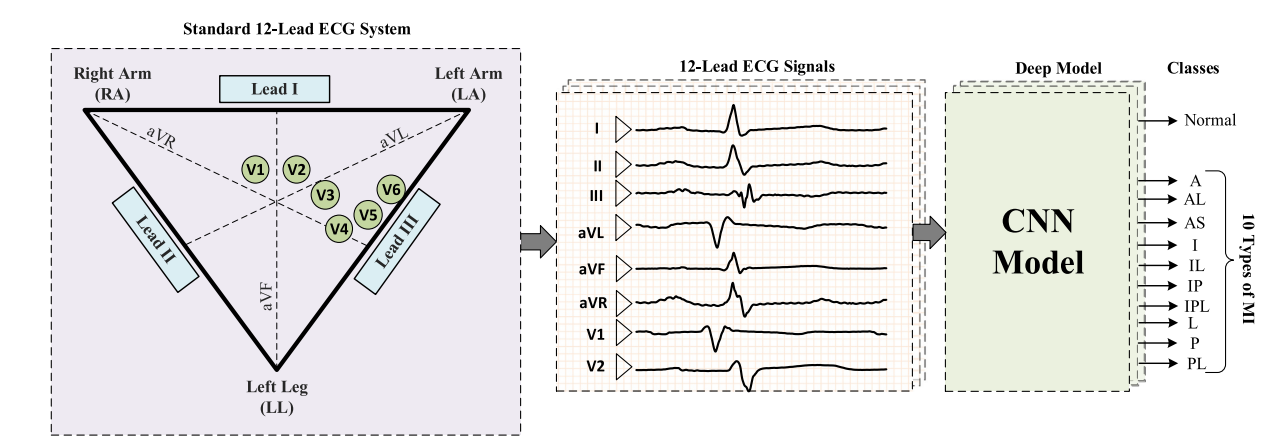 Standard 12-Lead ECG System
Right Arm
(RA)
Left Arm
(LA)
Lead I
aVR
aVL
V1
V2
V3
V6
V5
V4
Lead II
Lead III
aVF
Left Leg
(LL)
12-Lead ECG Signals
I
II
III
aVL
aVF
aVR
V1
V2
Deep Model
CNN
Model
Classes
Normal
A
AL
AS
I
IL
IP
IPL
L
P
PL
10 Types of MI